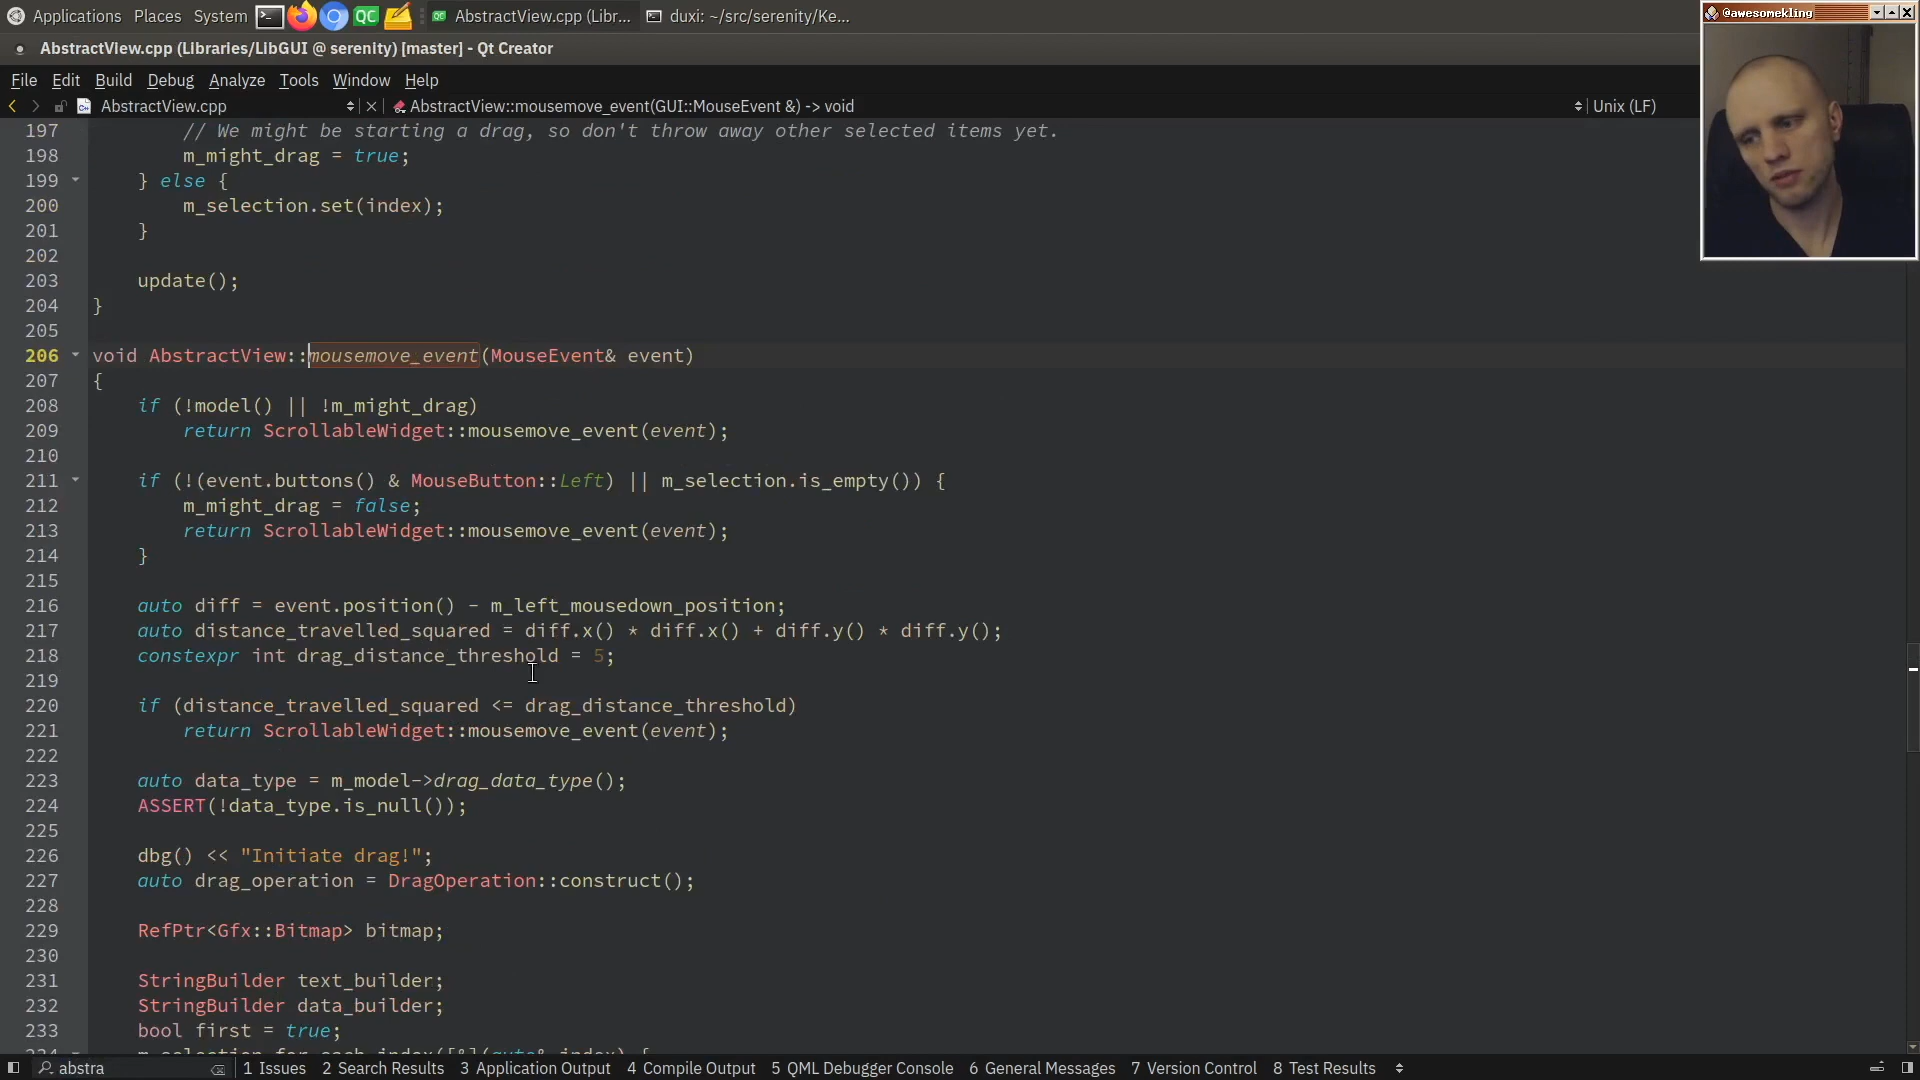 Applications Places System QC AbstractView.cpp (Libr... duxi: ~/src/serenity/Ke...
@awesomekling
AbstractView.cpp (Libraries/LibGUI @ serenity) [master] - Qt Creator
File Edit Build Debug Analyze Tools Window Help
AbstractView.cpp AbstractView::mousemove_event(GUI::MouseEvent &) -> void Unix (LF)
197 // We might be starting a drag, so don't throw away other selected items yet.
198 m_might_drag = true;
199 } else {
200 m_selection.set(index);
201 }
202
203 update();
204 }
205
206 void AbstractView::mousemove_event(MouseEvent& event)
207 {
208 if (!model() || !m_might_drag)
209 return ScrollableWidget::mousemove_event(event);
210
211 if (!(event.buttons() & MouseButton::Left) || m_selection.is_empty()) {
212 m_might_drag = false;
213 return ScrollableWidget::mousemove_event(event);
214 }
215
216 auto diff = event.position() - m_left_mousedown_position;
217 auto distance_travelled_squared = diff.x() * diff.x() + diff.y() * diff.y();
218 constexpr int drag_distance_threshold = 5;
219
220 if (distance_travelled_squared <= drag_distance_threshold)
221 return ScrollableWidget::mousemove_event(event);
222
223 auto data_type = m_model->drag_data_type();
224 ASSERT(!data_type.is_null());
225
226 dbg() << "Initiate drag!";
227 auto drag_operation = DragOperation::construct();
228
229 RefPtr<Gfx::Bitmap> bitmap;
230
231 StringBuilder text_builder;
232 StringBuilder data_builder;
233 bool first = true;
234 m_selection.for_each_index([&](auto& index) {
abstra 1 Issues 2 Search Results 3 Application Output 4 Compile Output 5 QML Debugger Console 6 General Messages 7 Version Control 8 Test Results